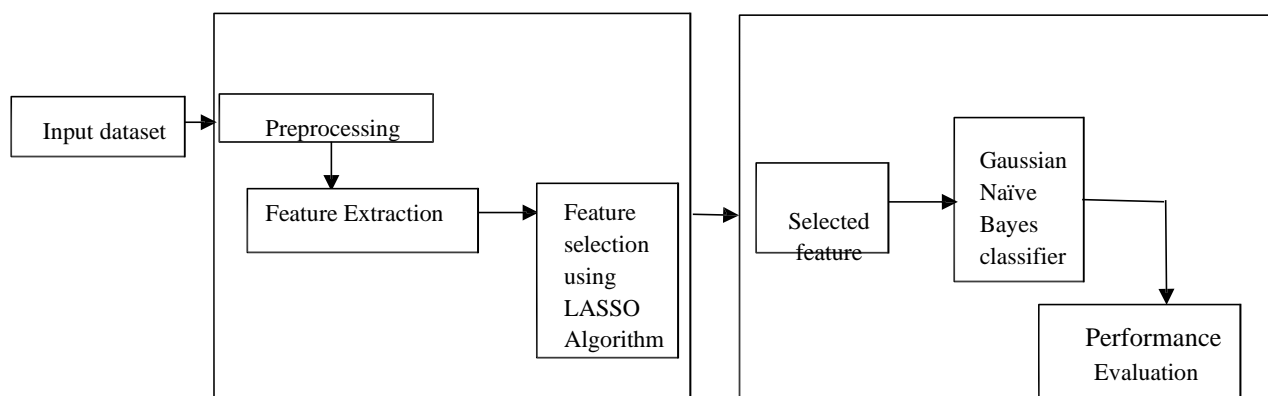 Input dataset
Preprocessing
Feature Extraction
Feature
selection
using
LASSO
Algorithm
Selected
feature
Gaussian
Naïve
Bayes
classifier
Performance
Evaluation